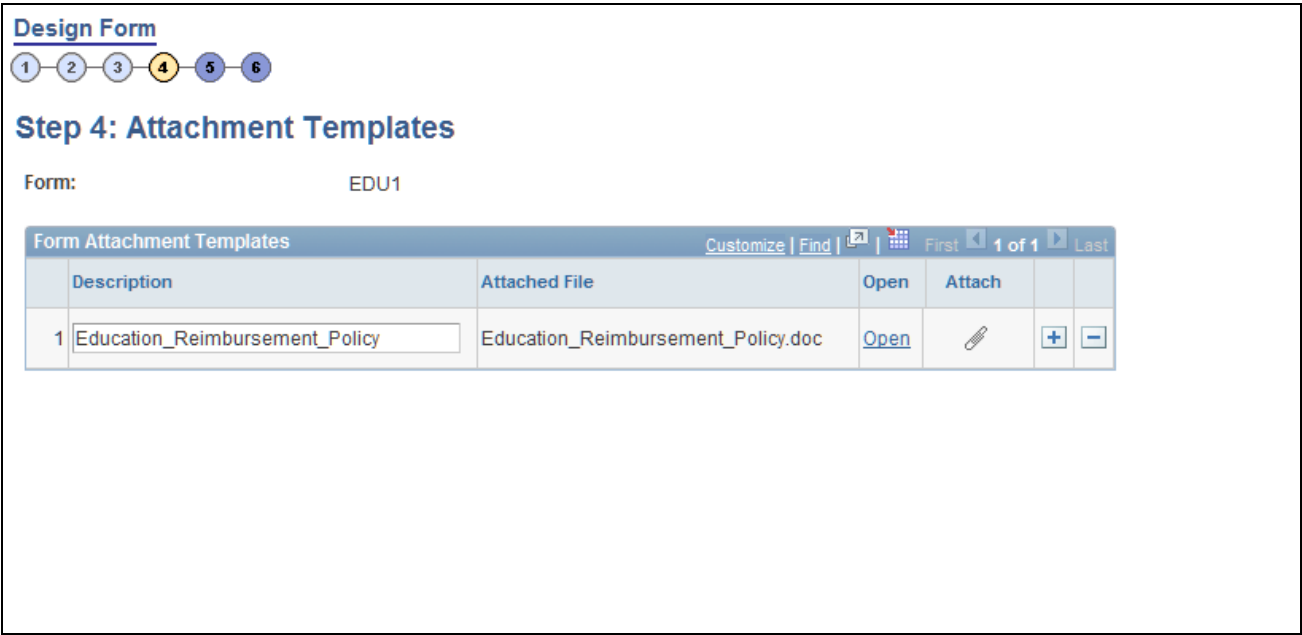 Design Form
1 2 3 4 5 6
Step 4: Attachment Templates
Form: EDU1
Form Attachment Templates Customize | Find | | First 1 of 1 Last
Description Attached File Open Attach
1 Education_Reimbursement_Policy Education_Reimbursement_Policy.doc Open + -